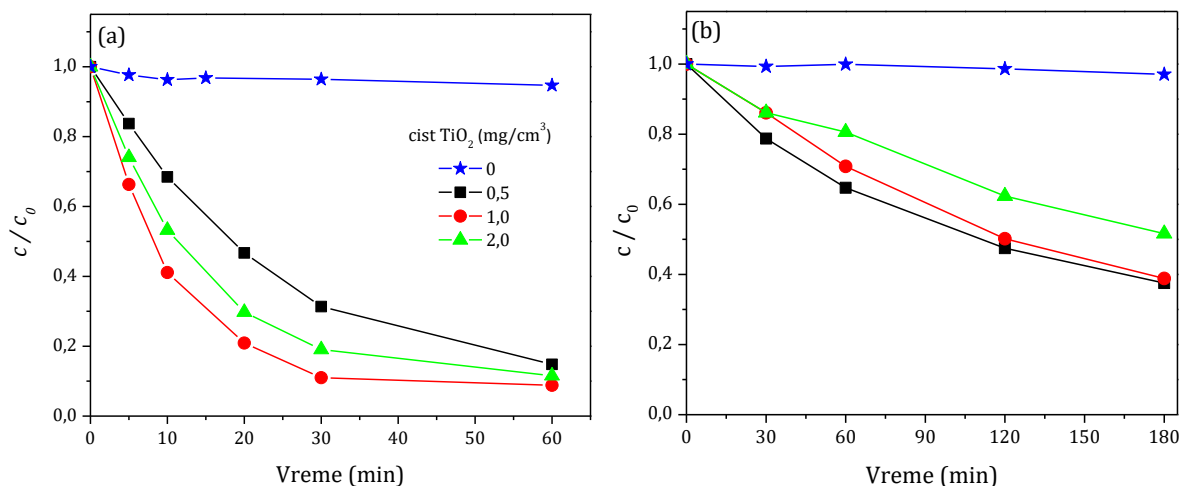 (a)
1,0
0,8
0,6
0,4
0,2
0,0
c / c0
cist TiO2 (mg/cm3)
0
0,5
1,0
2,0
0 10 20 30 40 50 60
Vreme (min)
(b)
1,0
0,8
0,6
0,4
0,2
0,0
c / c0
0 30 60 90 120 150 180
Vreme (min)